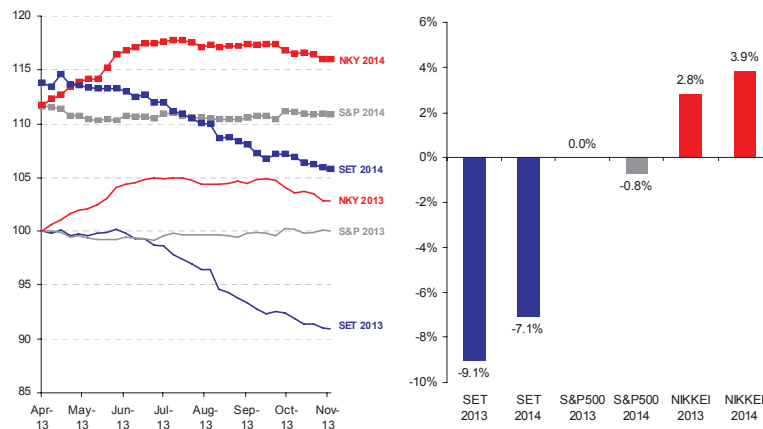 120
115
110
105
100
95
90
85
NKY 2014
S&P 2014
SET 2014
NKY 2013
S&P 2013
SET 2013
Apr- May- Jun- Jul- Aug- Sep- Oct- Nov-
13 13 13 13 13 13 13 13
6%
4%
2%
0%
-2%
-4%
-6%
-8%
-10%
-9.1%
-7.1%
0.0%
-0.8%
2.8%
3.9%
SET SET S&P500 S&P500 NIKKEI NIKKEI
2013 2014 2013 2014 2013 2014